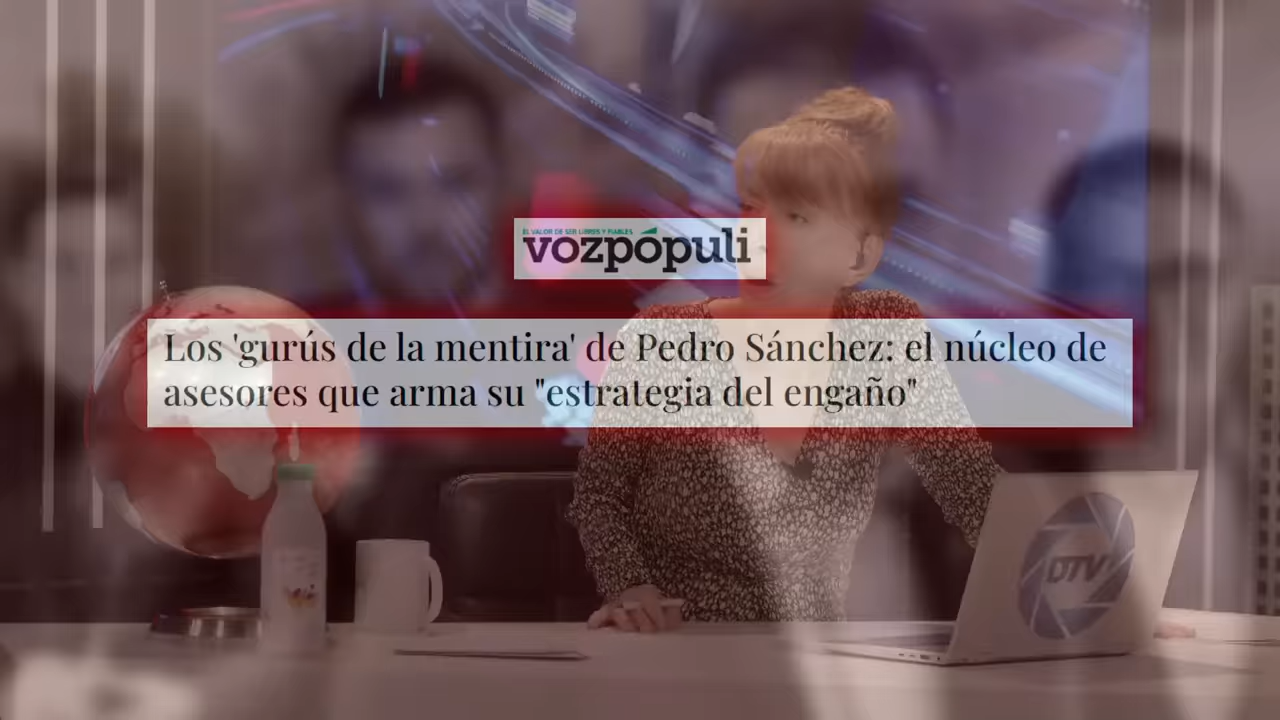 EL VALOR DE SER LIBRES Y FIABLES
vozpópuli
Los 'gurús de la mentira' de Pedro Sánchez: el núcleo de
asesores que arma su "estrategia del engaño"
DTV